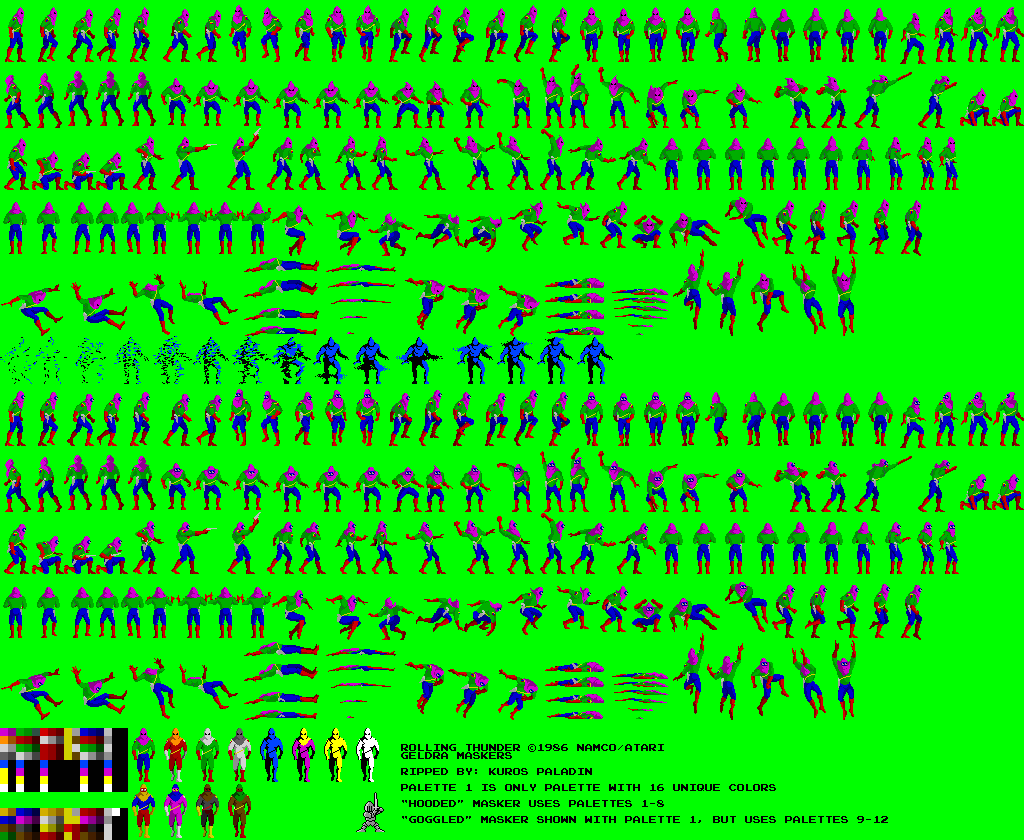 ROLLING THUNDER ©1986 NAMCO/ATARI
GELDRA MASKERS
RIPPED BY: KUROS PALADIN
PALETTE 1 IS ONLY PALETTE WITH 16 UNIQUE COLORS
"HOODED" MASKER USES PALETTES 1-8
"GOGGLED" MASKER SHOWN WITH PALETTE 1, BUT USES PALETTES 9-12